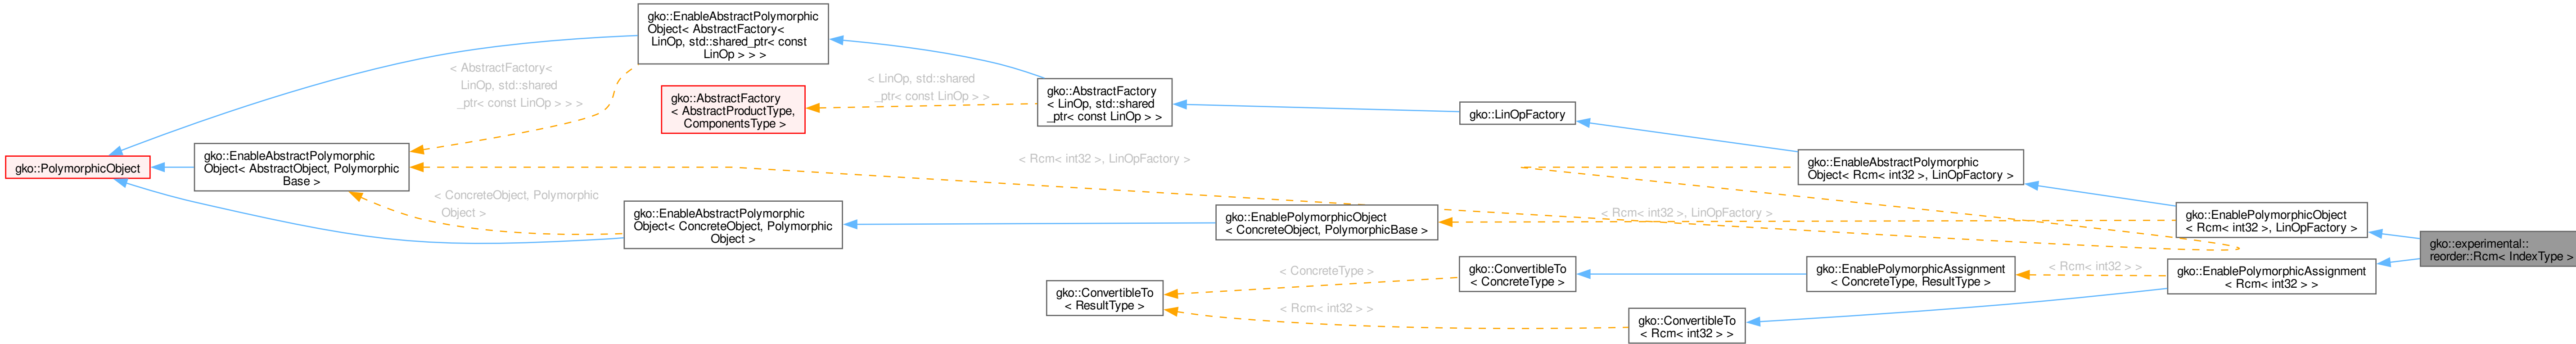 gko::PolymorphicObject
gko::EnableAbstractPolymorphic
Object< AbstractFactory<
LinOp, std::shared_ptr< const
LinOp > > >
< AbstractFactory<
LinOp, std::shared
_ptr< const LinOp > > >
gko::EnableAbstractPolymorphic
Object< AbstractObject, Polymorphic
Base >
< ConcreteObject, Polymorphic
Object >
gko::AbstractFactory
< AbstractProductType,
ComponentsType >
gko::EnableAbstractPolymorphic
Object< ConcreteObject, Polymorphic
Object >
< LinOp, std::shared
_ptr< const LinOp > >
gko::AbstractFactory
< LinOp, std::shared
_ptr< const LinOp > >
< Rcm< int32 >, LinOpFactory >
gko::EnablePolymorphicObject
< ConcreteObject, PolymorphicBase >
gko::ConvertibleTo
< ResultType >
< ConcreteType >
< Rcm< int32 > >
gko::LinOpFactory
gko::ConvertibleTo
< ConcreteType >
gko::ConvertibleTo
< Rcm< int32 > >
< Rcm< int32 >, LinOpFactory >
gko::EnableAbstractPolymorphic
Object< Rcm< int32 >, LinOpFactory >
gko::EnablePolymorphicAssignment
< ConcreteType, ResultType >
< Rcm< int32 > >
gko::EnablePolymorphicObject
< Rcm< int32 >, LinOpFactory >
gko::EnablePolymorphicAssignment
< Rcm< int32 > >
gko::experimental::
reorder::Rcm< IndexType >